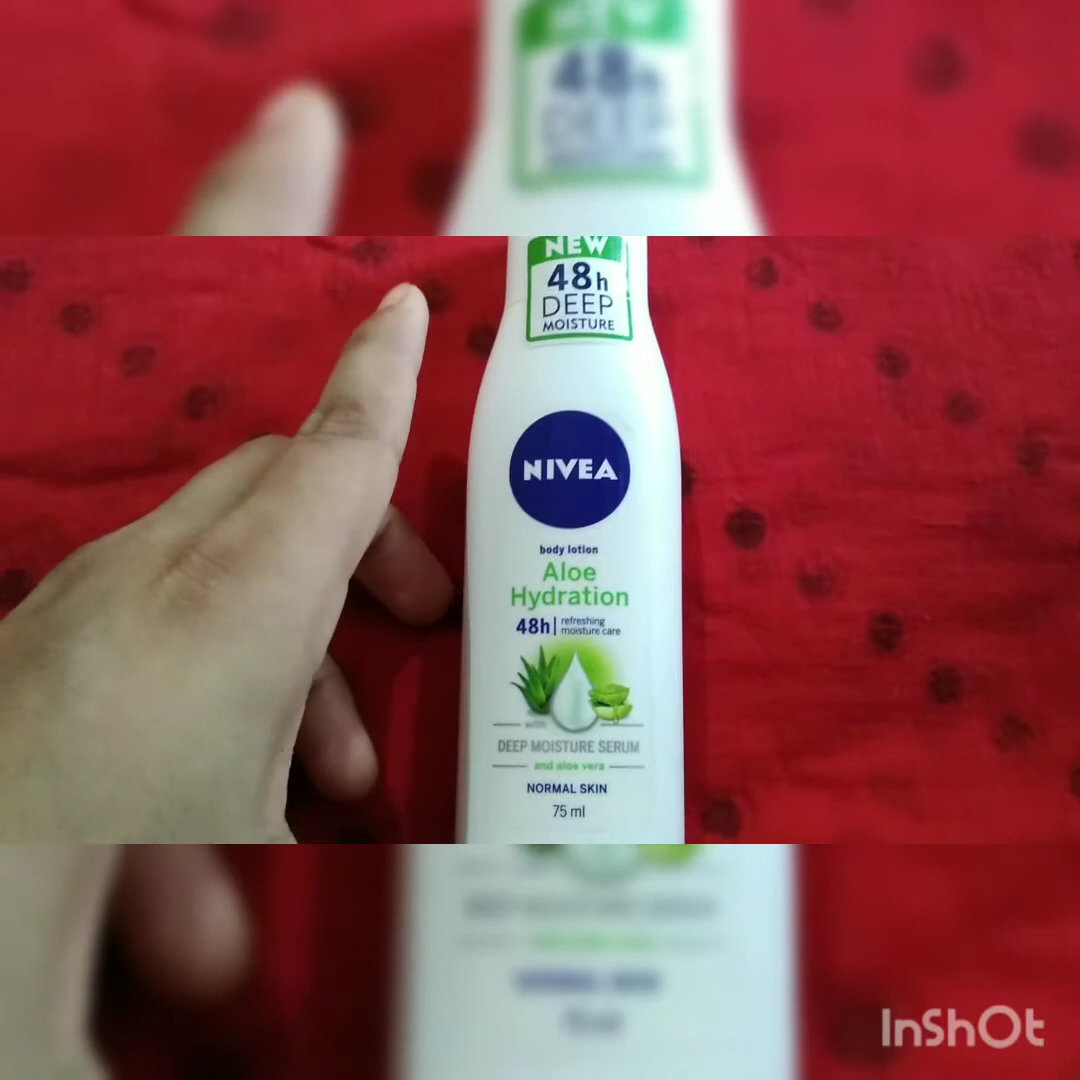 NEW
48h
DEEP
MOISTURE
NIVEA
body lotion
Aloe
Hydration
48h | refreshing
moisture care
with
DEEP MOISTURE SERUM
and aloe vera
NORMAL SKIN
75 ml
InShOt